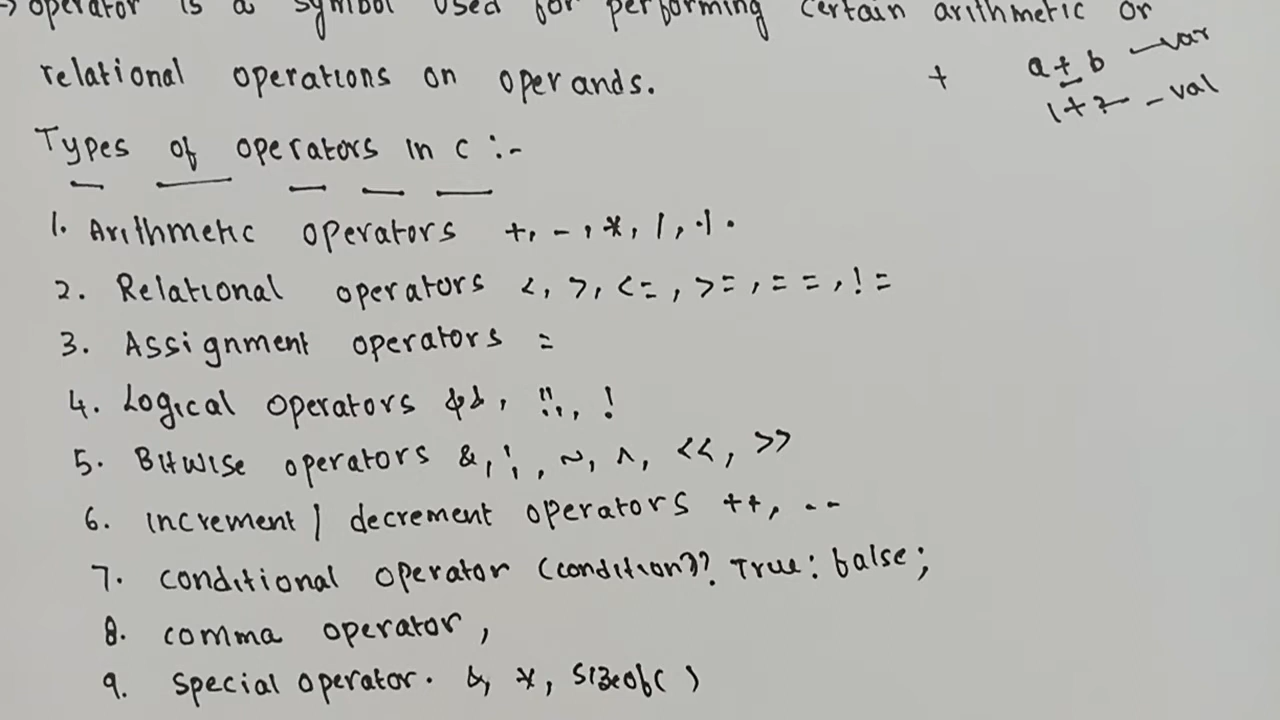 → operator is a symbol used for performing certain arithmetic or
relational operations on operands.
+ a+b - var
1+2 - val
Types of operators in c :-
1. Arithmetic operators +, -, *, /, %.
2. Relational operators <, >, <=, >=, ==, !=
3. Assignment operators =
4. Logical operators &&, ||, !
5. Bitwise operators &, |, ~, ^, <<, >>
6. increment/decrement operators ++, --
7. conditional operator (condition)? True: false;
8. comma operator ,
9. special operator. &, *, sizeof( )